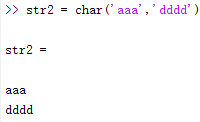 >> str2 = char('aaa','dddd')
str2 =
aaa
dddd